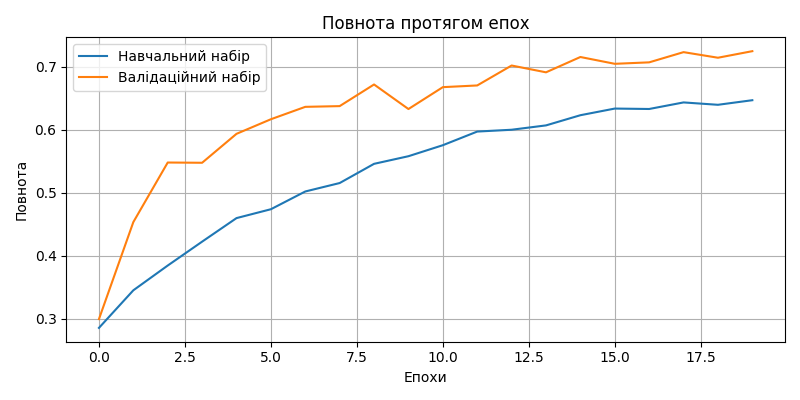 Повнота протягом епох
Навчальний набір
Валідаційний набір
Повнота
0.7
0.6
0.5
0.4
0.3
0.0 2.5 5.0 7.5 10.0 12.5 15.0 17.5
Епохи